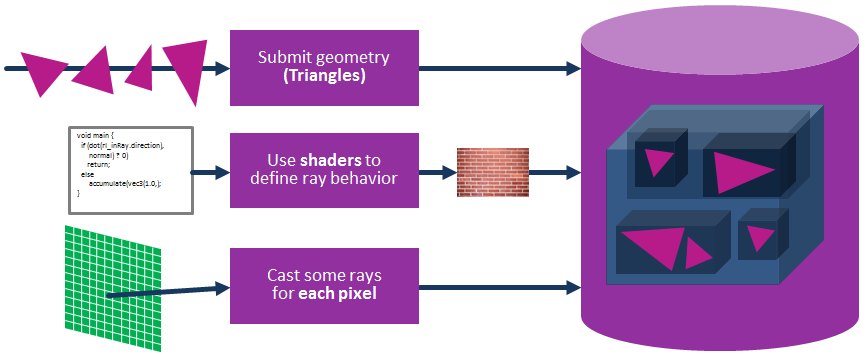 Submit geometry
(Triangles)
void main {
if (dot(rl_inRay.direction),
normal) ? 0)
return;
else
accumulate(vec3(1.0,);
}
Use shaders to
define ray behavior
Cast some rays
for each pixel